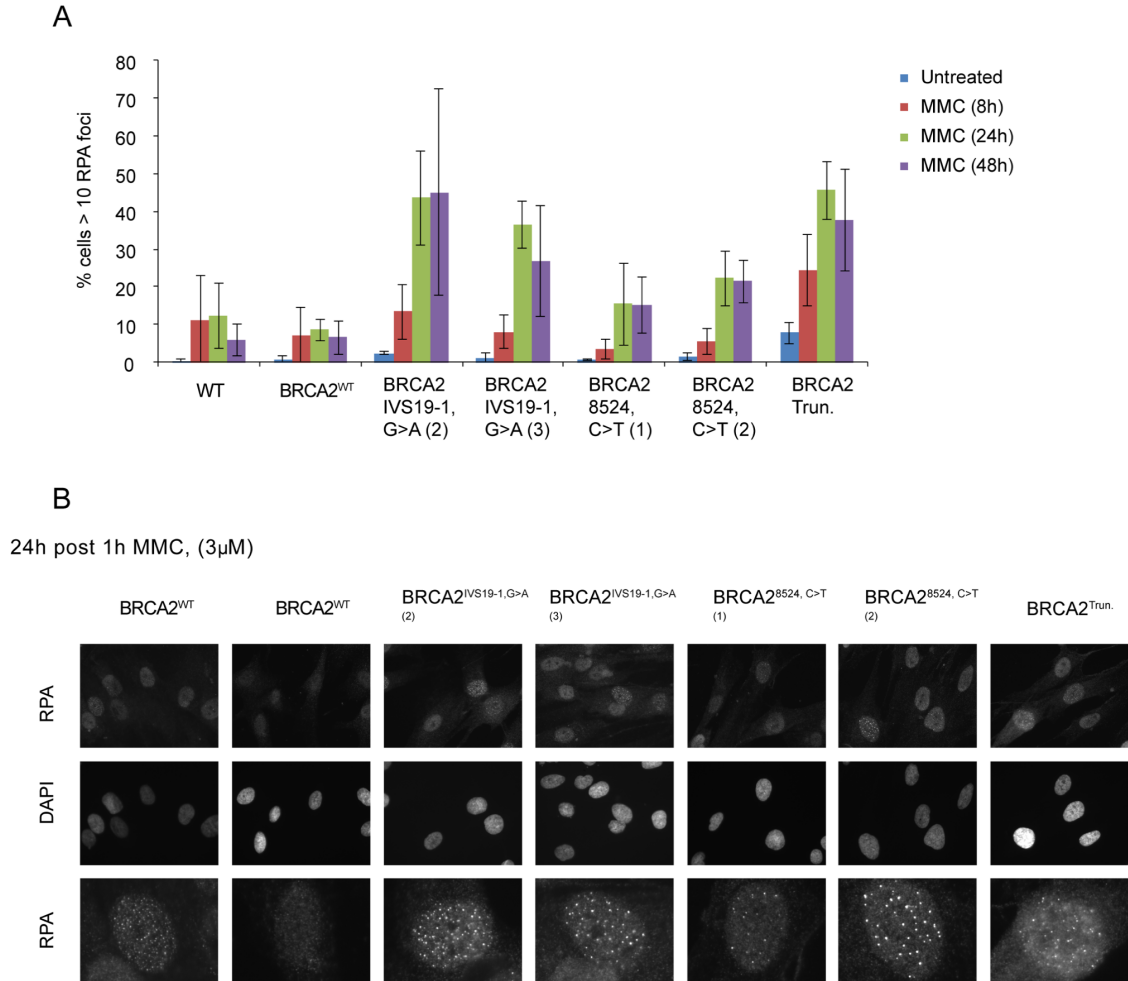 A
80
70
60
50
40
30
20
10
0
% cells > 10 RPA foci
Untreated
MMC (8h)
MMC (24h)
MMC (48h)
WT
BRCA2WT
BRCA2
IVS19-1,
G>A (2)
BRCA2
IVS19-1,
G>A (3)
BRCA2
8524,
C>T (1)
BRCA2
8524,
C>T (2)
BRCA2
Trun.
B
24h post 1h MMC, (3µM)
BRCA2WT
BRCA2WT
BRCA2IVS19-1,G>A
(2)
BRCA2IVS19-1,G>A
(3)
BRCA28524, C>T
(1)
BRCA28524, C>T
(2)
BRCA2Trun.
RPA
DAPI
RPA